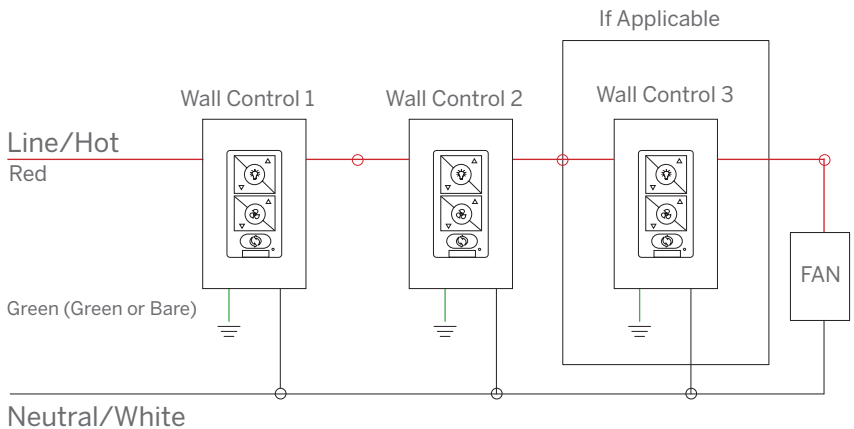 If Applicable
Wall Control 1
Wall Control 2
Wall Control 3
Line/Hot
Red
FAN
Green (Green or Bare)
Neutral/White